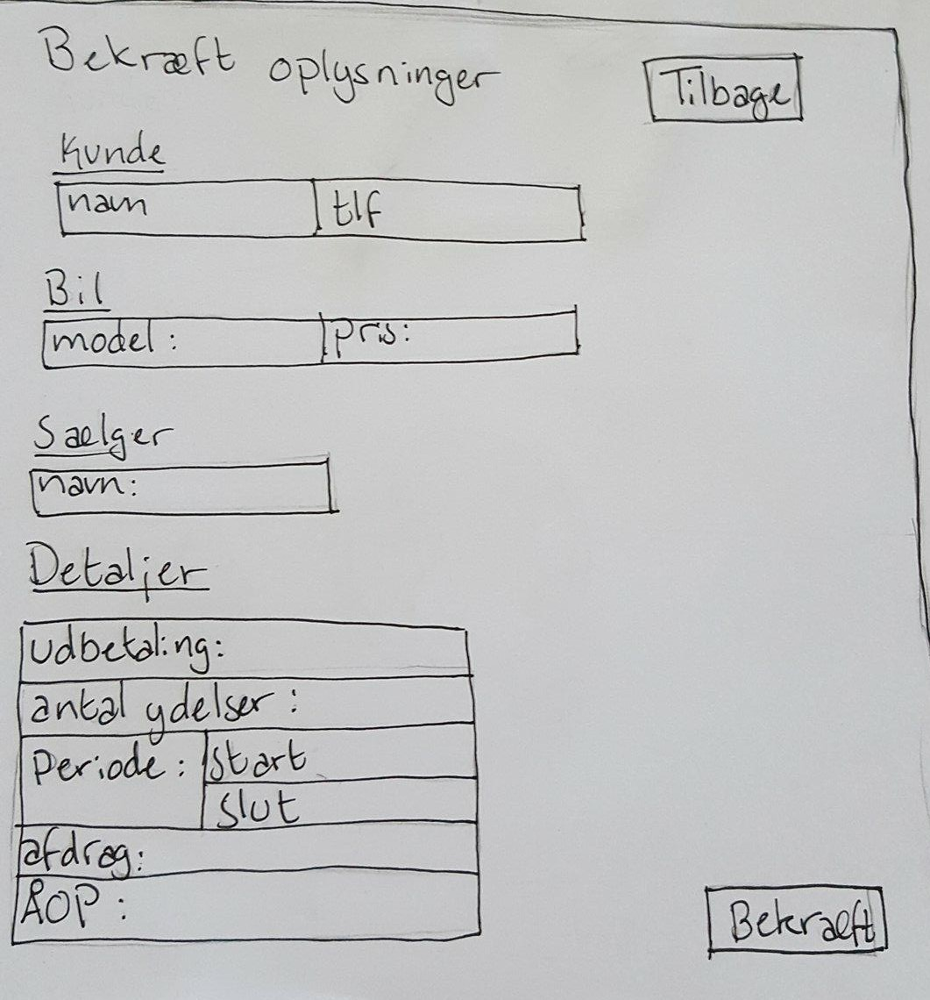 Bekræft oplysninger
Tilbage
Kunde
navn tlf
Bil
model: pris:
Sælger
navn:
Detaljer
Udbetaling:
antal ydelser:
Periode: start
slut
afdrag:
ÅOP:
Bekræft